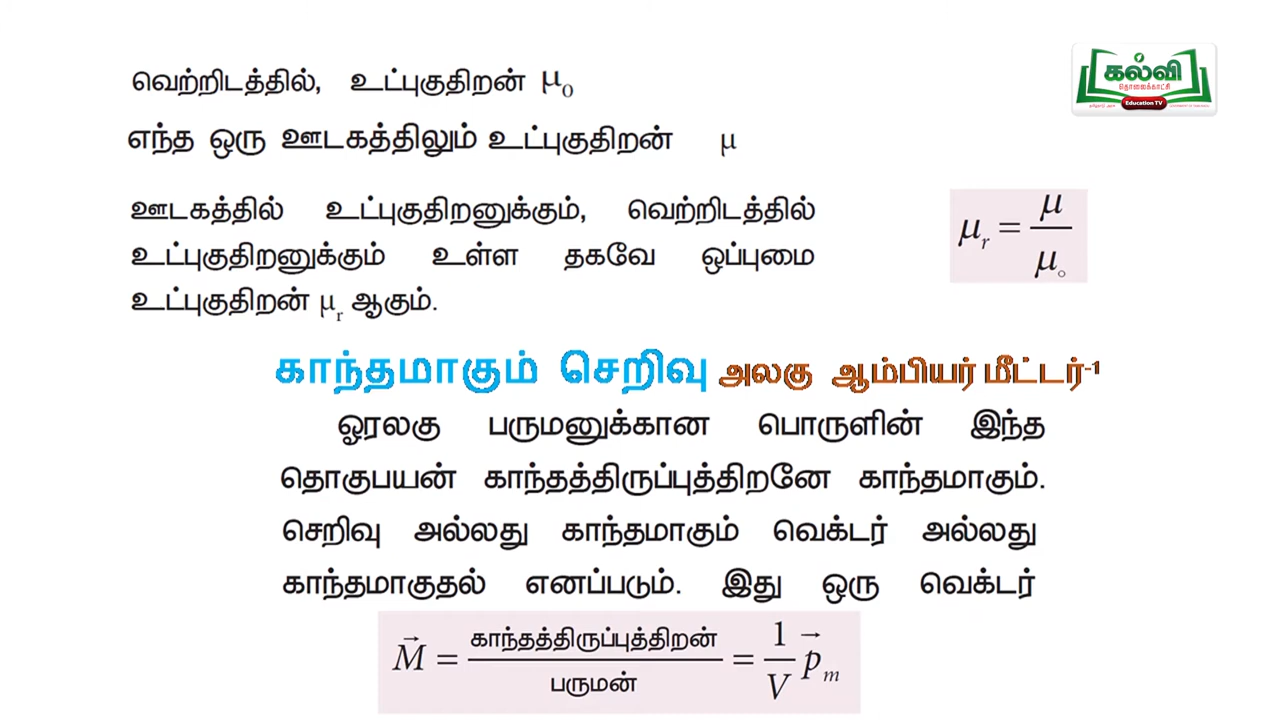 வெற்றிடத்தில், உட்புகுதிறன் μ₀
எந்த ஒரு ஊடகத்திலும் உட்புகுதிறன் μ
கல்வி
தொலைக்காட்சி
Education TV
ஊடகத்தில் உட்புகுதிறனுக்கும், வெற்றிடத்தில்
உட்புகுதிறனுக்கும் உள்ள தகவே ஒப்புமை
உட்புகுதிறன் μᵣ ஆகும்.
μᵣ = μ / μ₀
காந்தமாகும் செறிவு அலகு ஆம்பியர் மீட்டர்⁻¹
ஓரலகு பருமனுக்கான பொருளின் இந்த
தொகுபயன் காந்தத்திருப்புத்திறனே காந்தமாகும்.
செறிவு அல்லது காந்தமாகும் வெக்டர் அல்லது
காந்தமாகுதல் எனப்படும். இது ஒரு வெக்டர்
M⃗ = காந்தத்திருப்புத்திறன் / பருமன் = 1/V p⃗ₘ